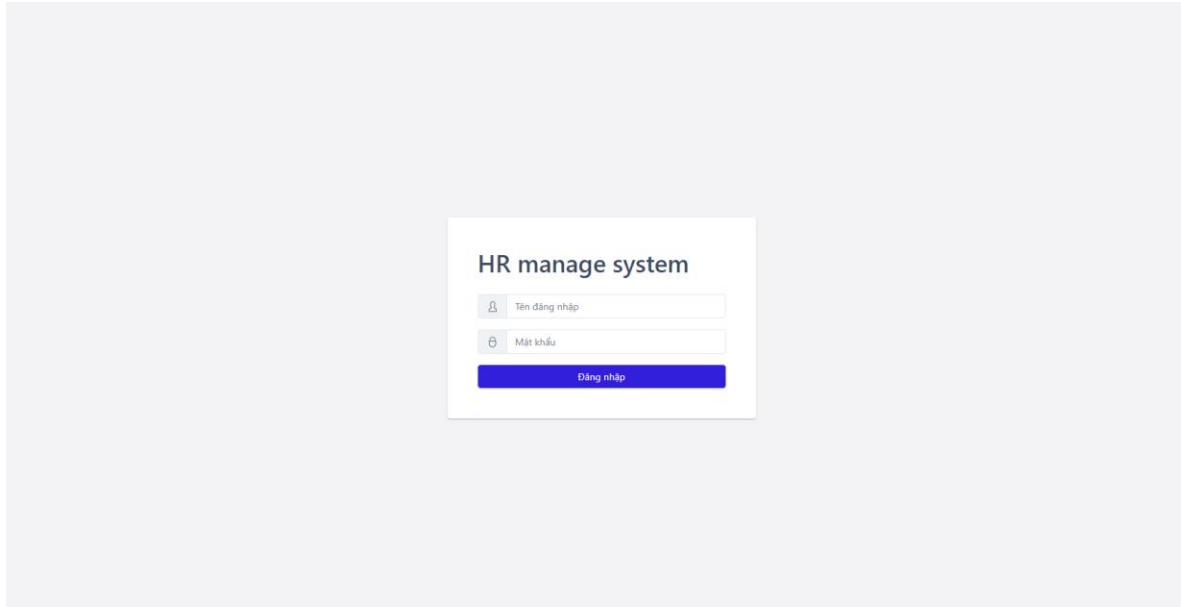 HR manage system
Tên đăng nhập
Mật khẩu
Đăng nhập